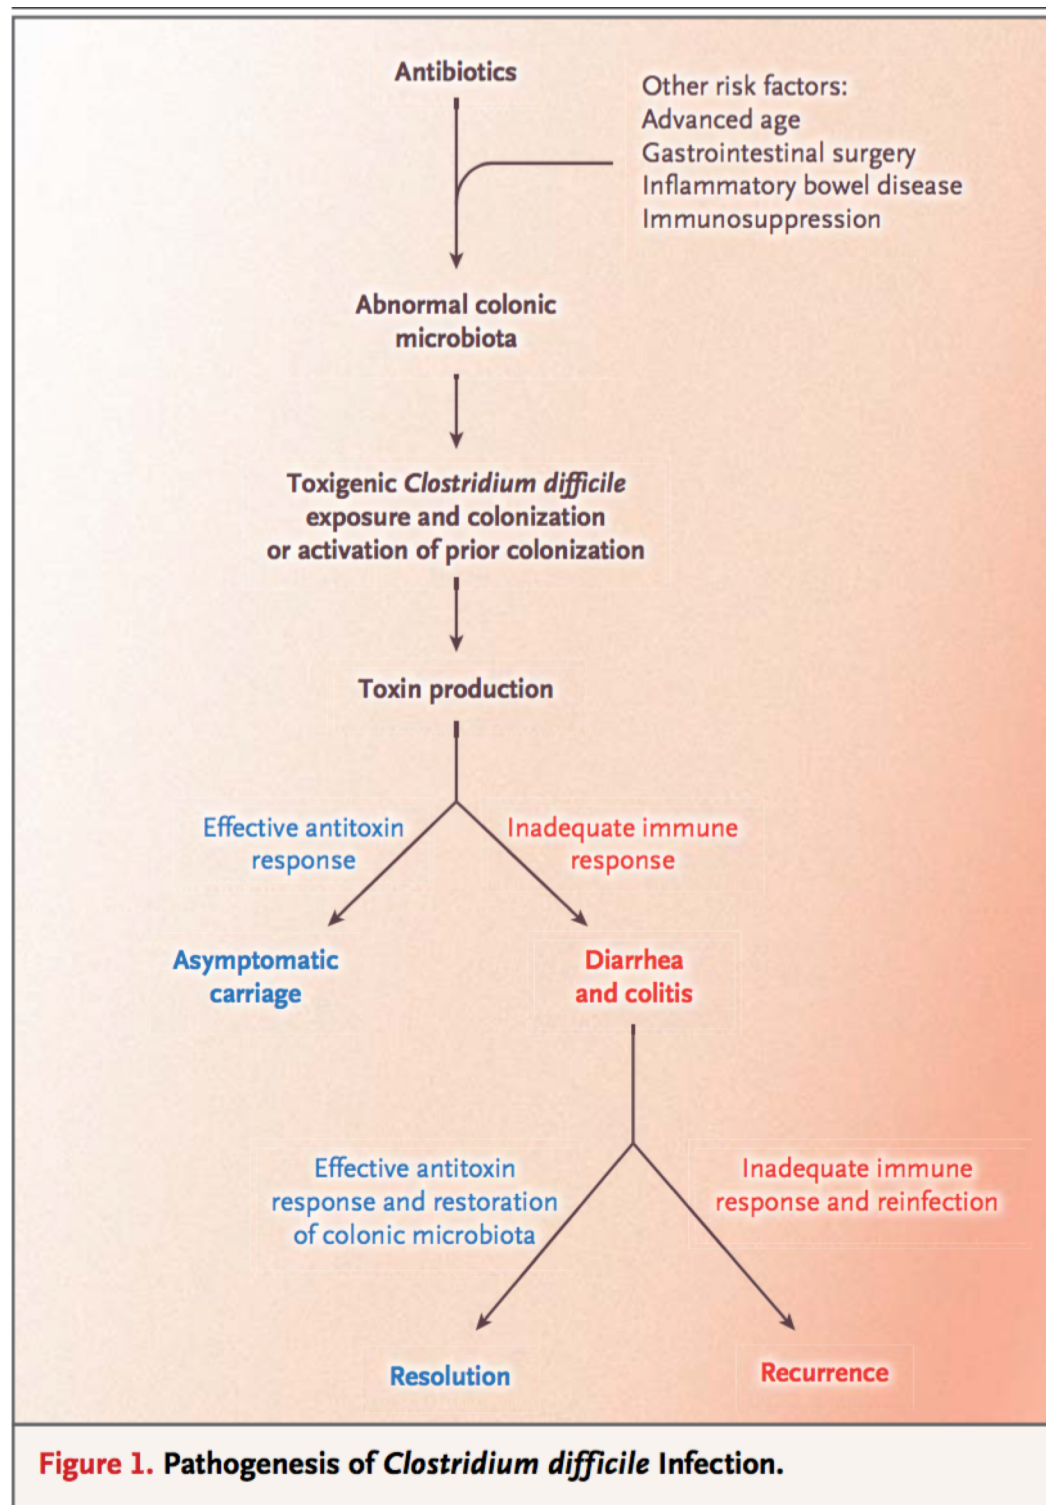 Antibiotics
Other risk factors:
Advanced age
Gastrointestinal surgery
Inflammatory bowel disease
Immunosuppression
Abnormal colonic
microbiota
Toxigenic Clostridium difficile
exposure and colonization
or activation of prior colonization
Toxin production
Effective antitoxin
response
Inadequate immune
response
Asymptomatic
carriage
Diarrhea
and colitis
Effective antitoxin
response and restoration
of colonic microbiota
Inadequate immune
response and reinfection
Resolution
Recurrence
Figure 1. Pathogenesis of Clostridium difficile Infection.